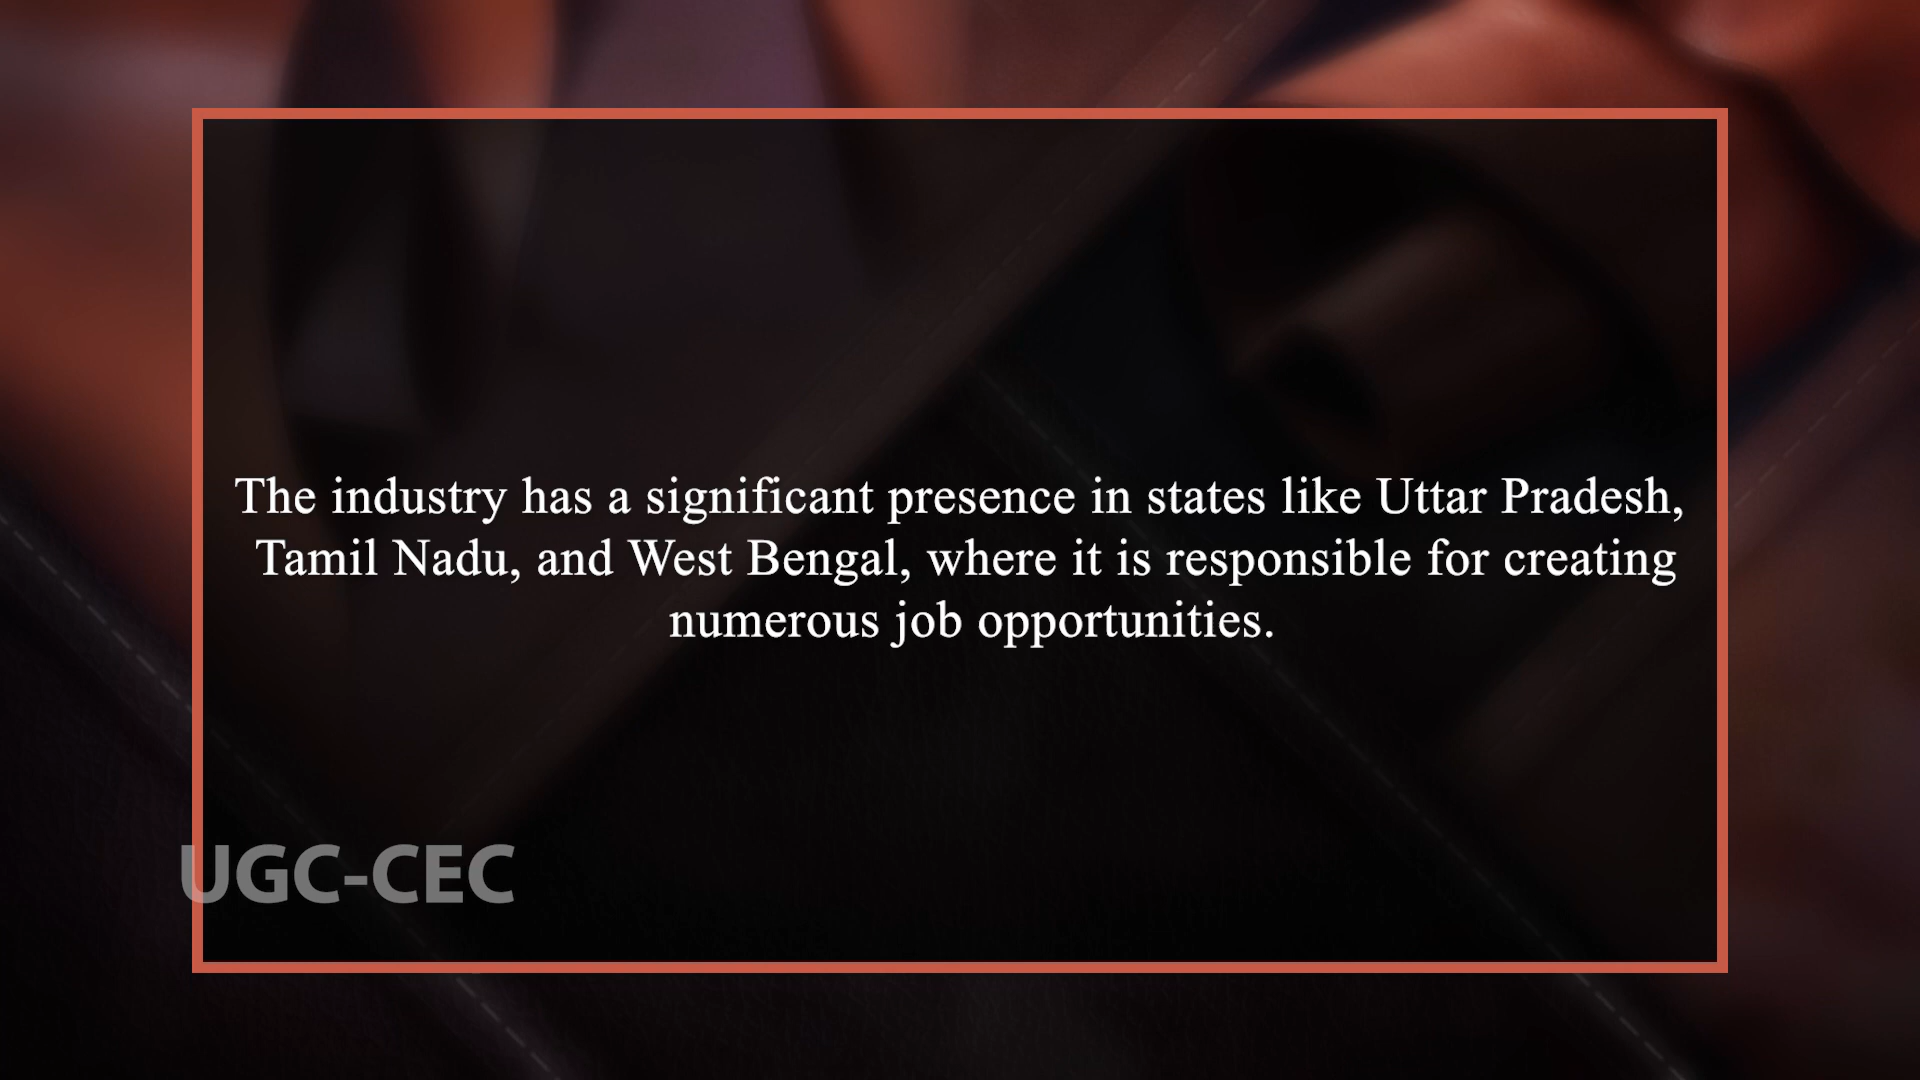 The industry has a significant presence in states like Uttar Pradesh,
Tamil Nadu, and West Bengal, where it is responsible for creating
numerous job opportunities.
UGC-CEC